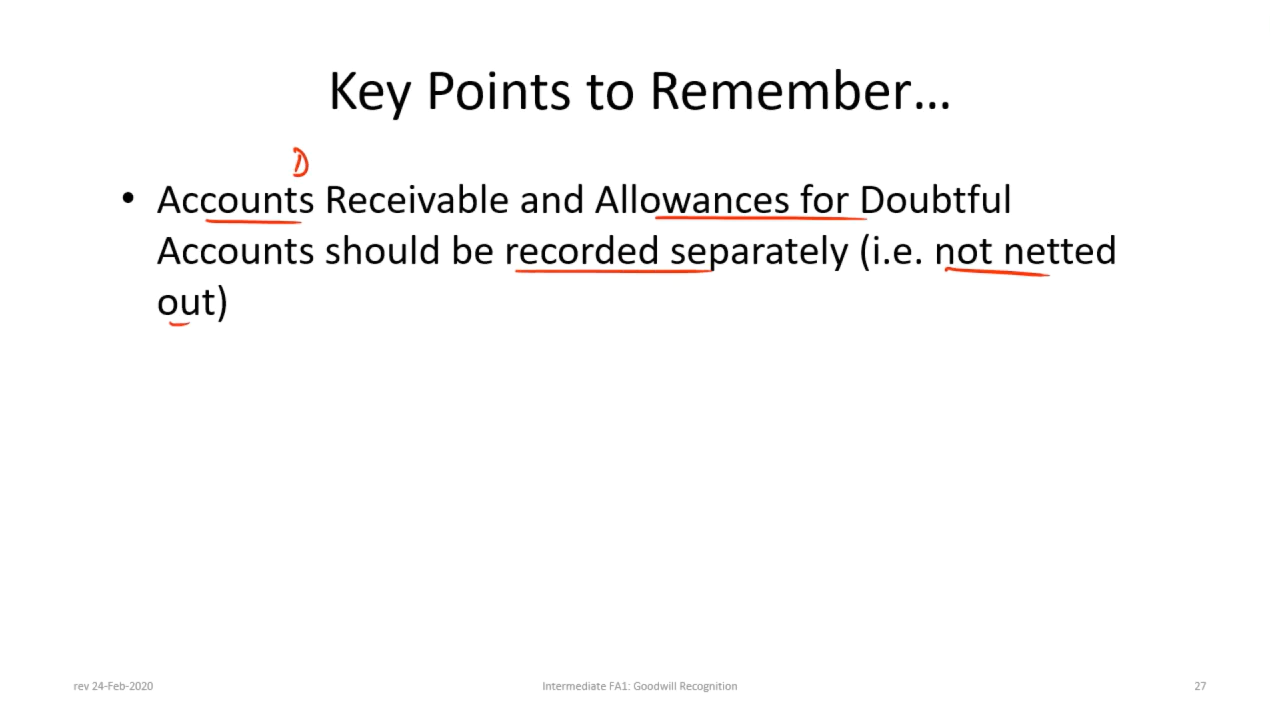 Key Points to Remember…
D
• Accounts Receivable and Allowances for Doubtful
Accounts should be recorded separately (i.e. not netted
out)
rev 24-Feb-2020
Intermediate FA1: Goodwill Recognition
27